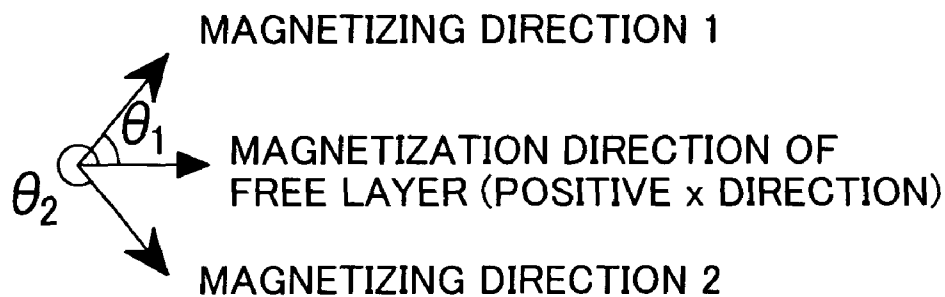 MAGNETIZING DIRECTION 1
θ1
MAGNETIZATION DIRECTION OF
FREE LAYER (POSITIVE x DIRECTION)
θ2
MAGNETIZING DIRECTION 2